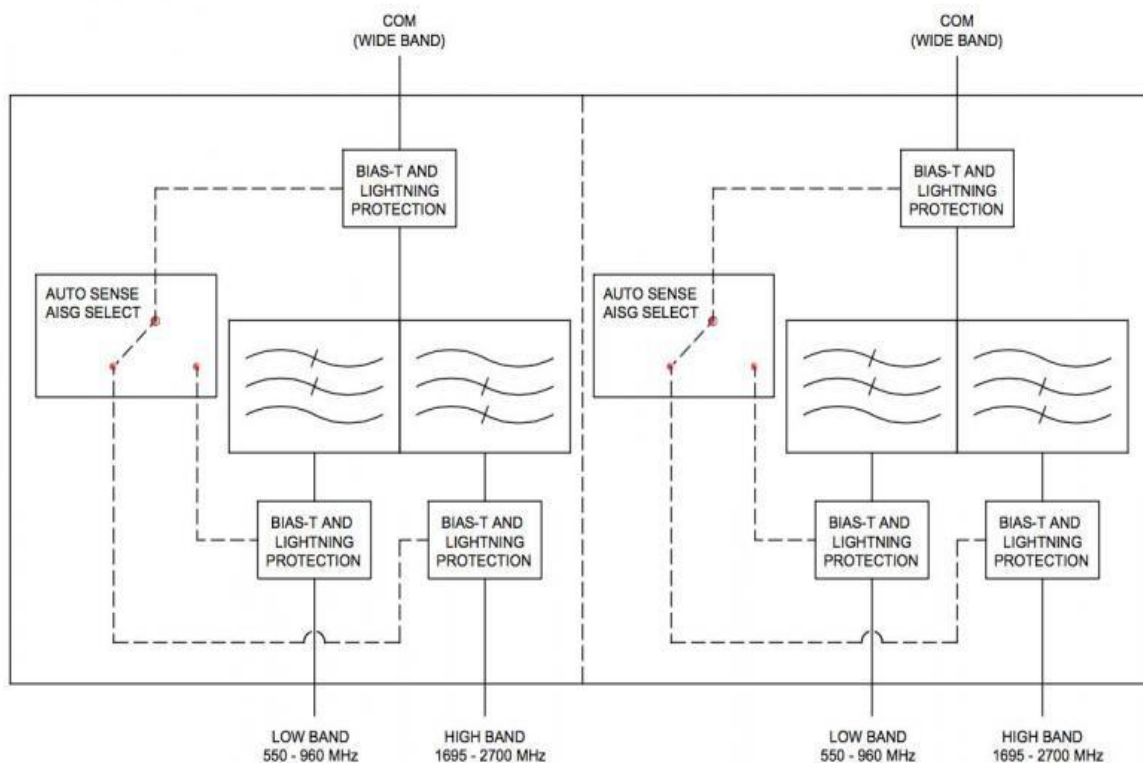 COM
(WIDE BAND)
COM
(WIDE BAND)
BIAS-T AND
LIGHTNING
PROTECTION
BIAS-T AND
LIGHTNING
PROTECTION
AUTO SENSE
AISG SELECT
AUTO SENSE
AISG SELECT
BIAS-T AND
LIGHTNING
PROTECTION
BIAS-T AND
LIGHTNING
PROTECTION
BIAS-T AND
LIGHTNING
PROTECTION
BIAS-T AND
LIGHTNING
PROTECTION
LOW BAND
550 - 960 MHz
HIGH BAND
1695 - 2700 MHz
LOW BAND
550 - 960 MHz
HIGH BAND
1695 - 2700 MHz